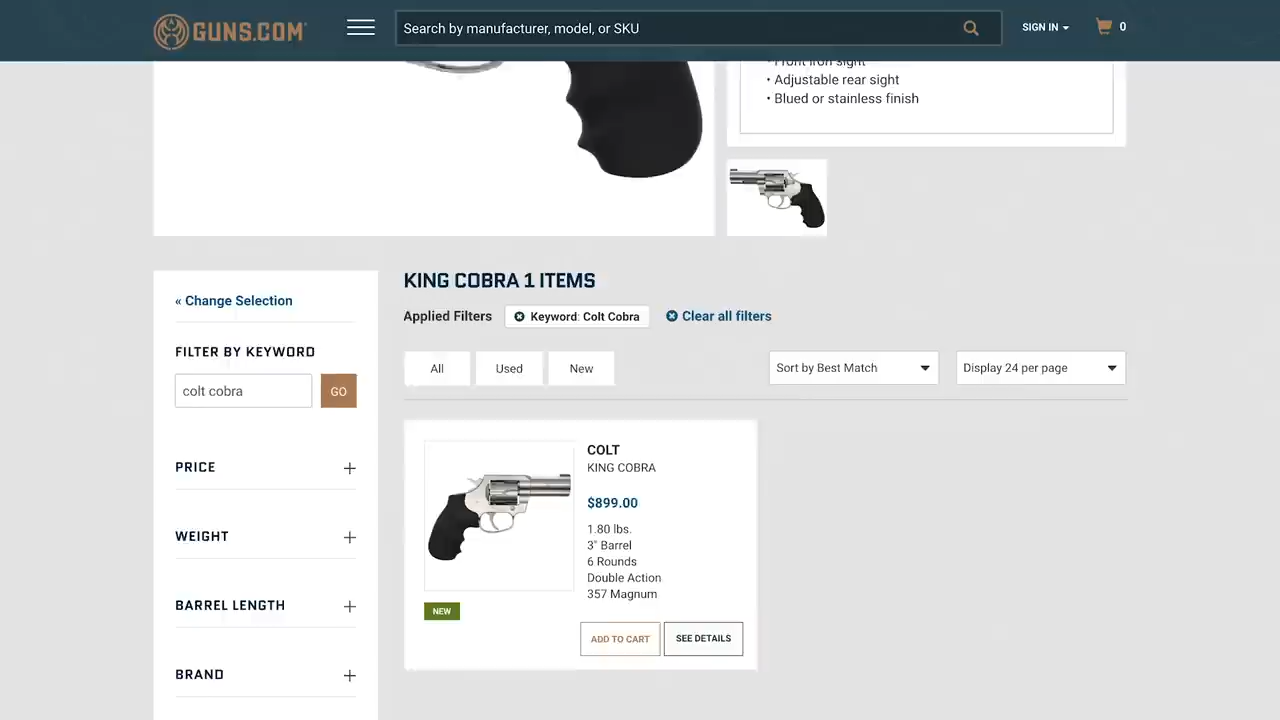 GUNS.COM
Search by manufacturer, model, or SKU
SIGN IN
0
• Front iron sight
• Adjustable rear sight
• Blued or stainless finish
« Change Selection
FILTER BY KEYWORD
colt cobra
GO
PRICE
WEIGHT
BARREL LENGTH
BRAND
KING COBRA 1 ITEMS
Applied Filters
Keyword: Colt Cobra
Clear all filters
All
Used
New
Sort by Best Match
Display 24 per page
COLT
KING COBRA
$899.00
1.80 lbs.
3" Barrel
6 Rounds
Double Action
357 Magnum
NEW
ADD TO CART
SEE DETAILS